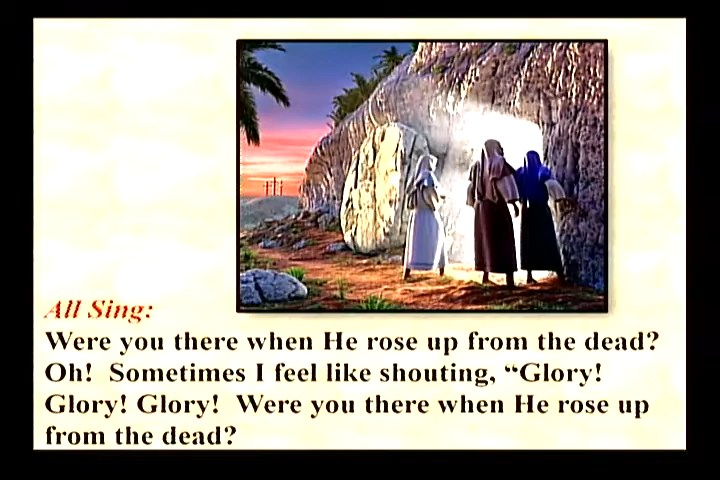 All Sing:
Were you there when He rose up from the dead?
Oh!  Sometimes I feel like shouting, “Glory!
Glory! Glory!  Were you there when He rose up
from the dead?